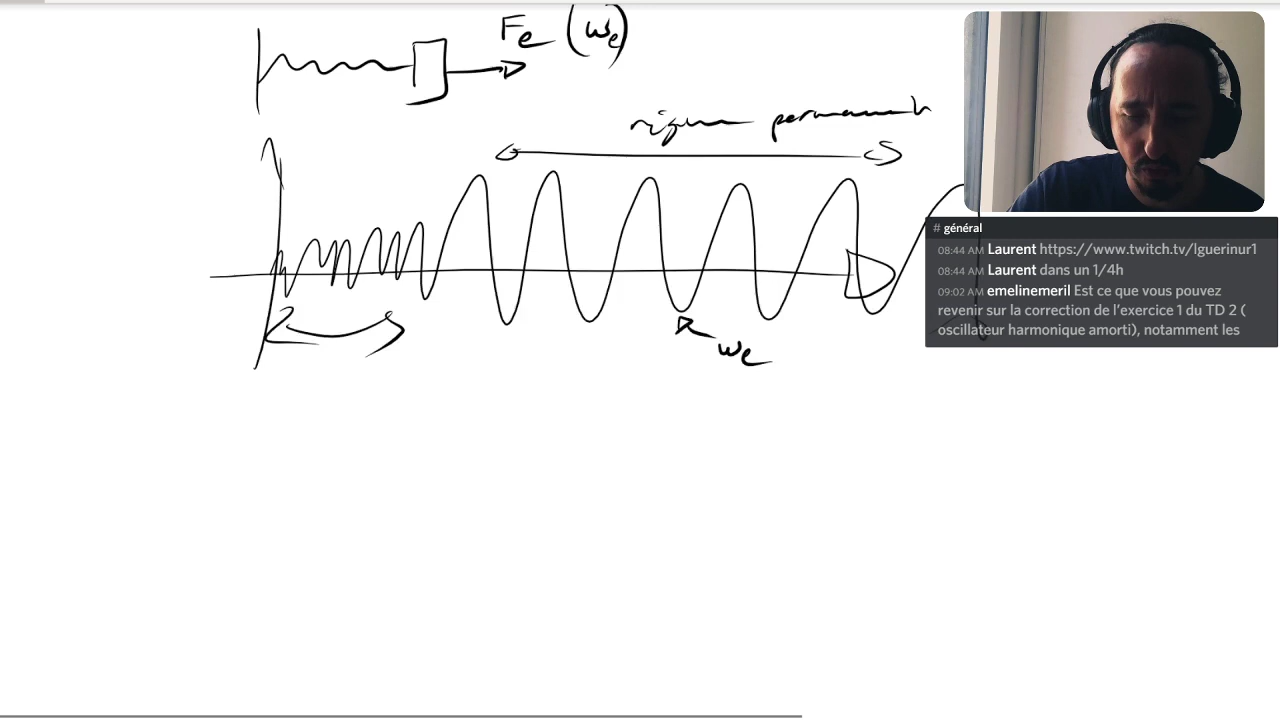 Fe (ωe)
régime permanent
ωe
# général
08:44 AM Laurent https://www.twitch.tv/lguerinur1
08:44 AM Laurent dans un 1/4h
09:02 AM emelinemeril Est ce que vous pouvez
revenir sur la correction de l'exercice 1 du TD 2 (
oscillateur harmonique amorti), notamment les